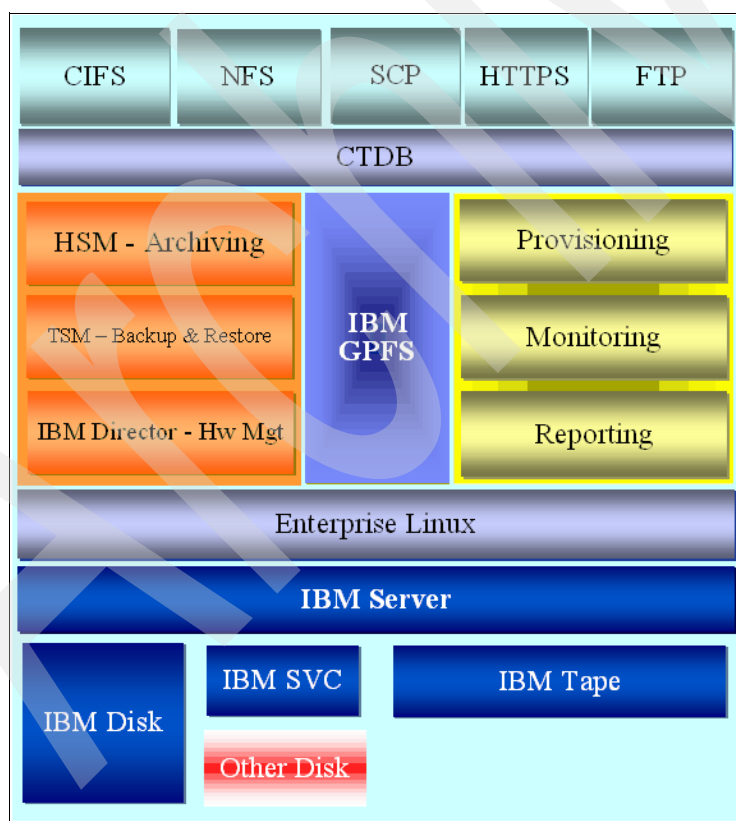 CIFS
NFS
SCP
HTTPS
FTP
CTDB
HSM - Archiving
TSM – Backup & Restore
IBM Director - Hw Mgt
IBM
GPFS
Provisioning
Monitoring
Reporting
Enterprise Linux
IBM Server
IBM Disk
IBM SVC
Other Disk
IBM Tape